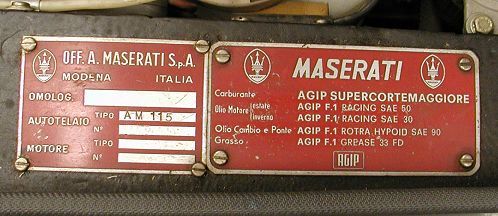 OFF. A. MASERATI S.p.A.
MODENA ITALIA
OMOLOG.
AUTOTELAIO TIPO AM 115
N°
MOTORE TIPO
N°
MASERATI
Carburante AGIP SUPERCORTEMAGGIORE
Olio Motore estate AGIP F.1 RACING SAE 50
inverno AGIP F.1 RACING SAE 30
Olio Cambio e Ponte AGIP F.1 ROTRA HYPOID SAE 90
Grasso AGIP F.1 GREASE 33 FD
AGIP